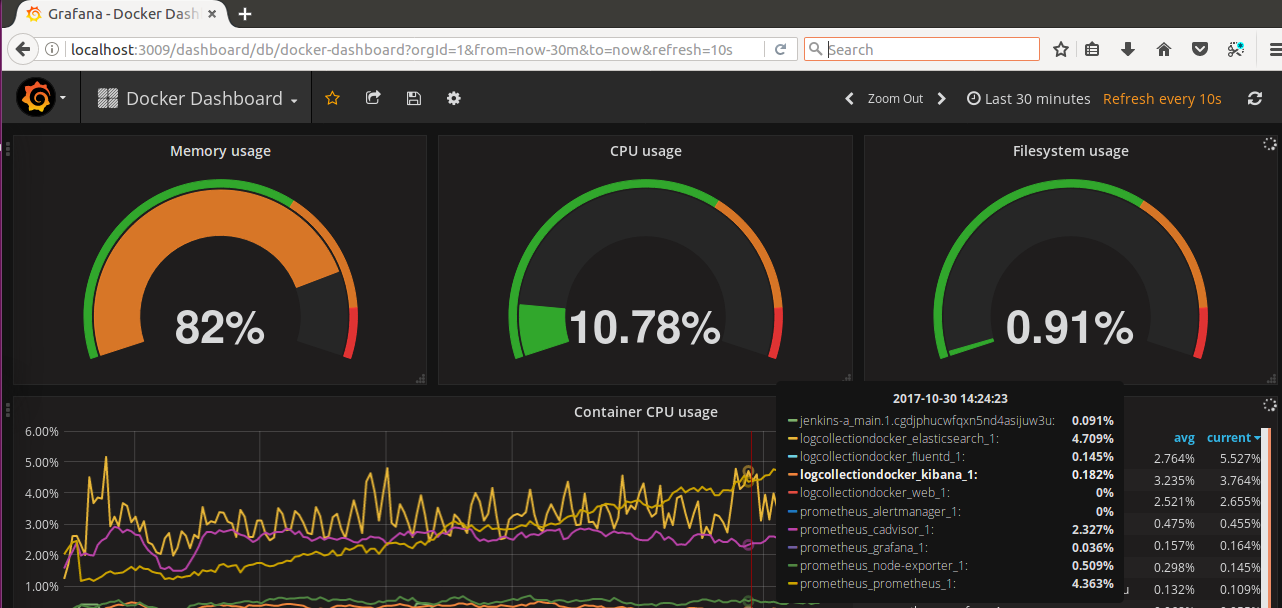 Grafana - Docker Dash
localhost:3009/dashboard/db/docker-dashboard?orgId=1&from=now-30m&to=now&refresh=10s
Search
Docker Dashboard
Zoom Out
Last 30 minutes
Refresh every 10s
Memory usage
82%
CPU usage
10.78%
Filesystem usage
0.91%
Container CPU usage
6.00%
5.00%
4.00%
3.00%
2.00%
1.00%
2017-10-30 14:24:23
jenkins-a_main.1.cgdjphucwfqxn5nd4asijuw3u: 0.091%
logcollectiondocker_elasticsearch_1: 4.709%
logcollectiondocker_fluentd_1: 0.145%
logcollectiondocker_kibana_1: 0.182%
logcollectiondocker_web_1: 0%
prometheus_alertmanager_1: 0%
prometheus_cadvisor_1: 2.327%
prometheus_grafana_1: 0.036%
prometheus_node-exporter_1: 0.509%
prometheus_prometheus_1: 4.363%
avg current
2.764% 5.527%
3.235% 3.764%
2.521% 2.655%
0.475% 0.455%
0.157% 0.164%
0.298% 0.145%
0.132% 0.109%